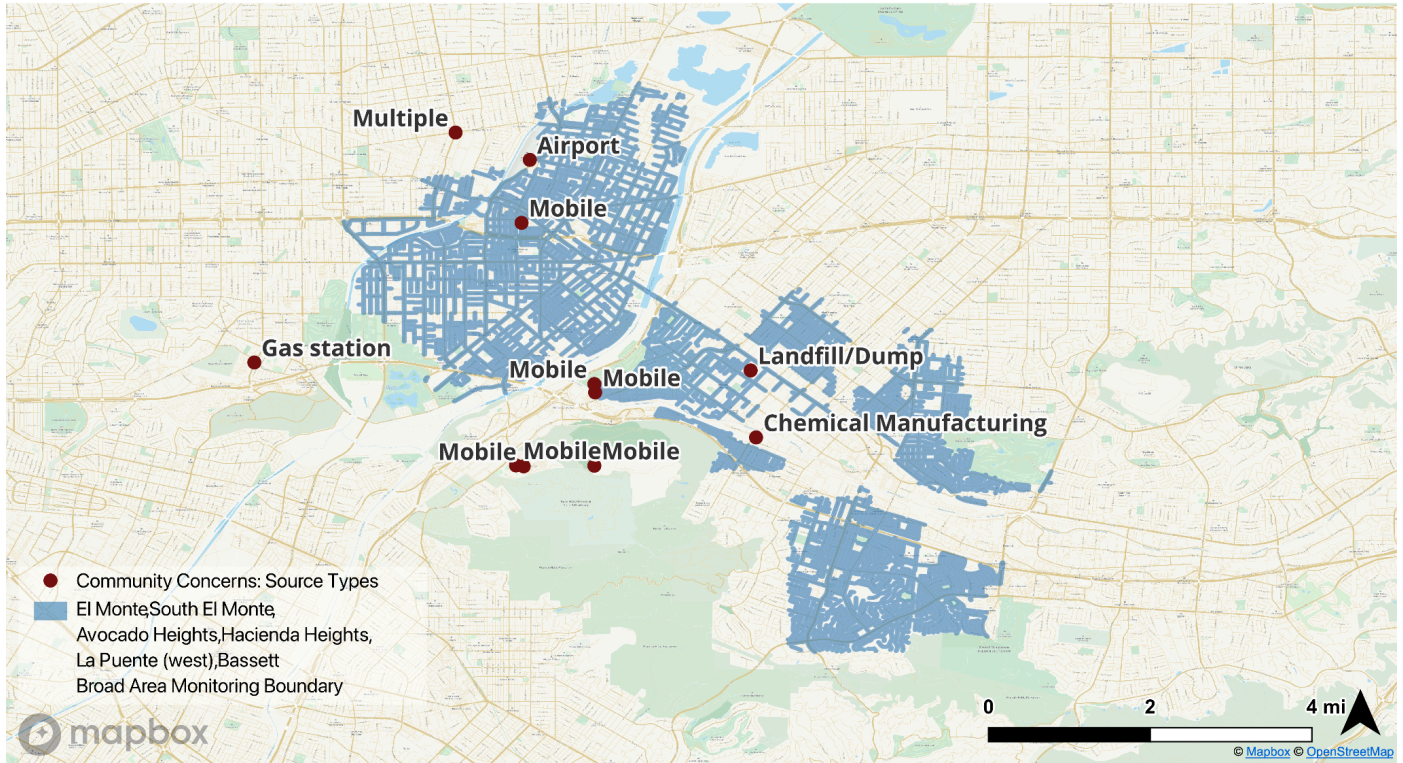 Multiple
Airport
Mobile
Gas station
Landfill/Dump
Mobile
Mobile
Chemical Manufacturing
Mobile
Mobile
Mobile
Community Concerns: Source Types
El Monte,South El Monte,
Avocado Heights,Hacienda Heights,
La Puente (west),Bassett
Broad Area Monitoring Boundary
mapbox
0 2 4 mi
© Mapbox © OpenStreetMap